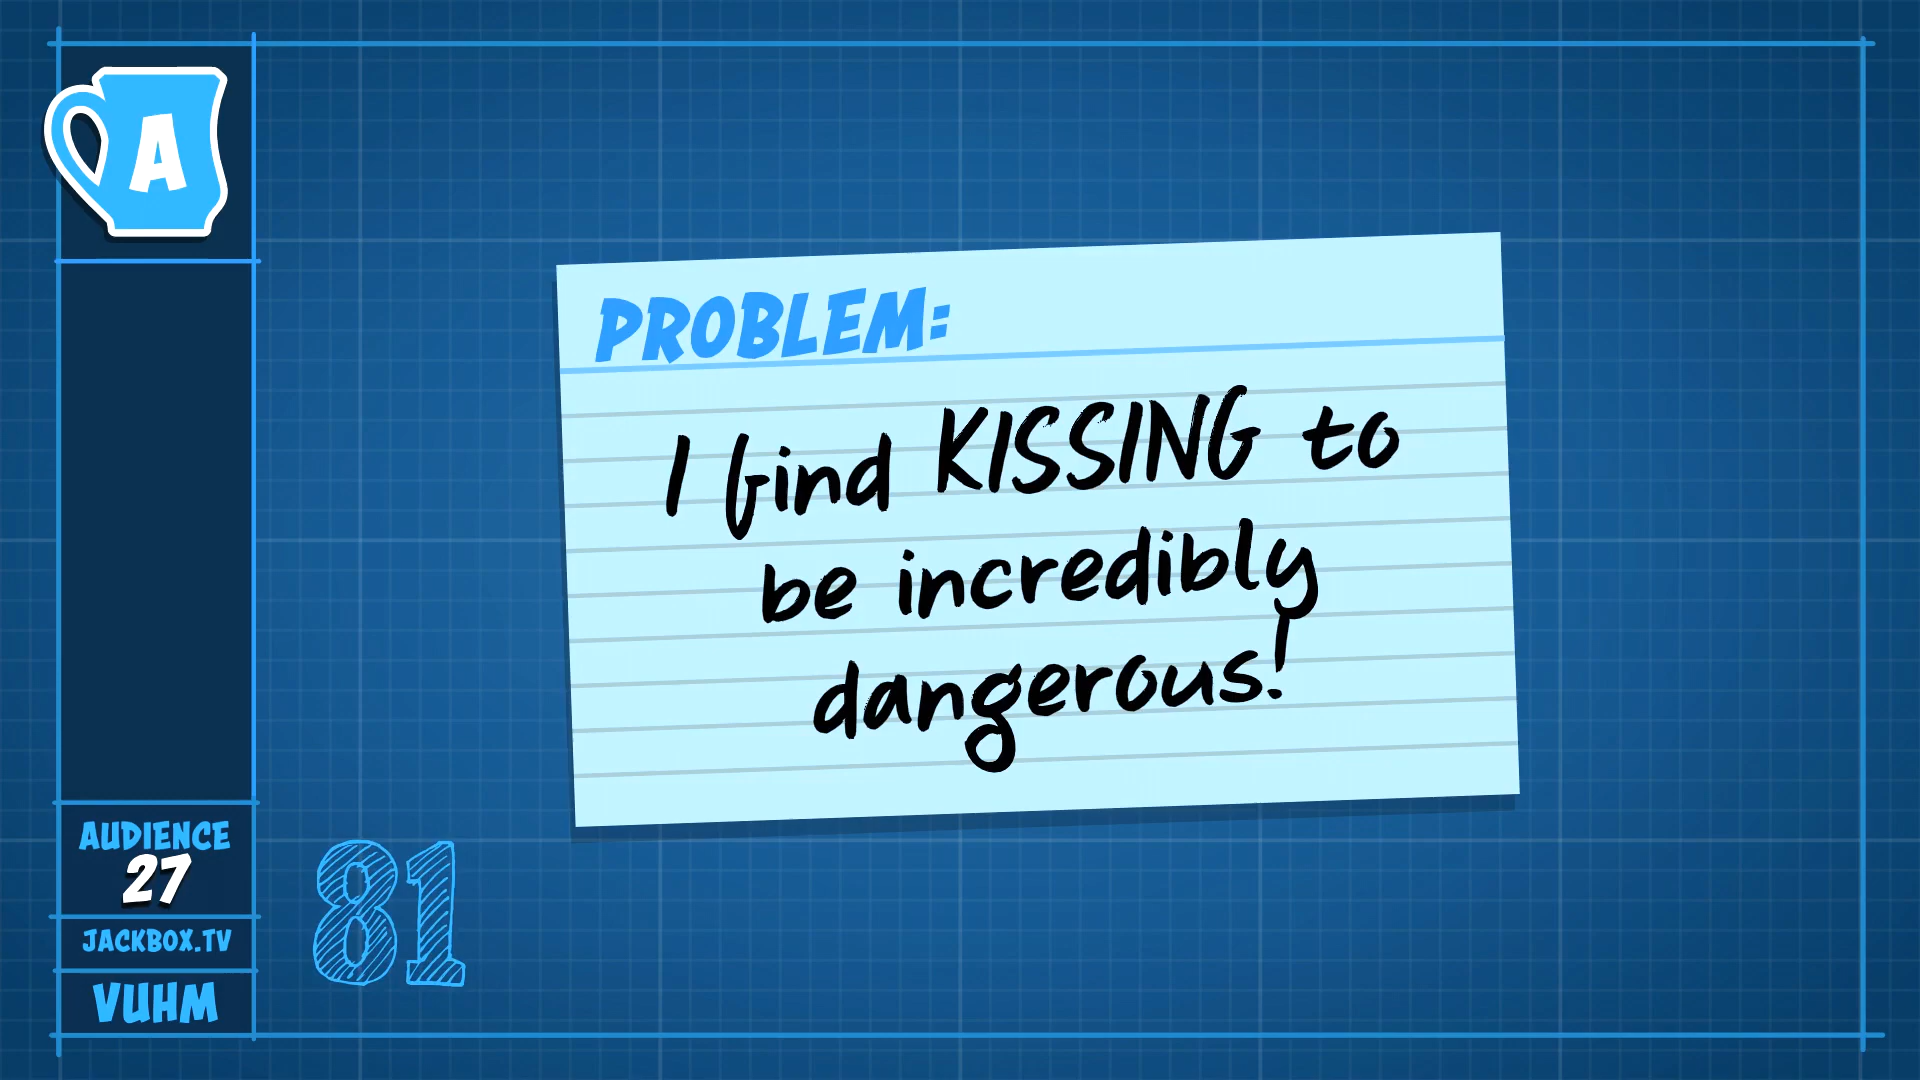 A
PROBLEM:
I find KISSING to
be incredibly
dangerous!
AUDIENCE
27
JACKBOX.TV
VUHM
81